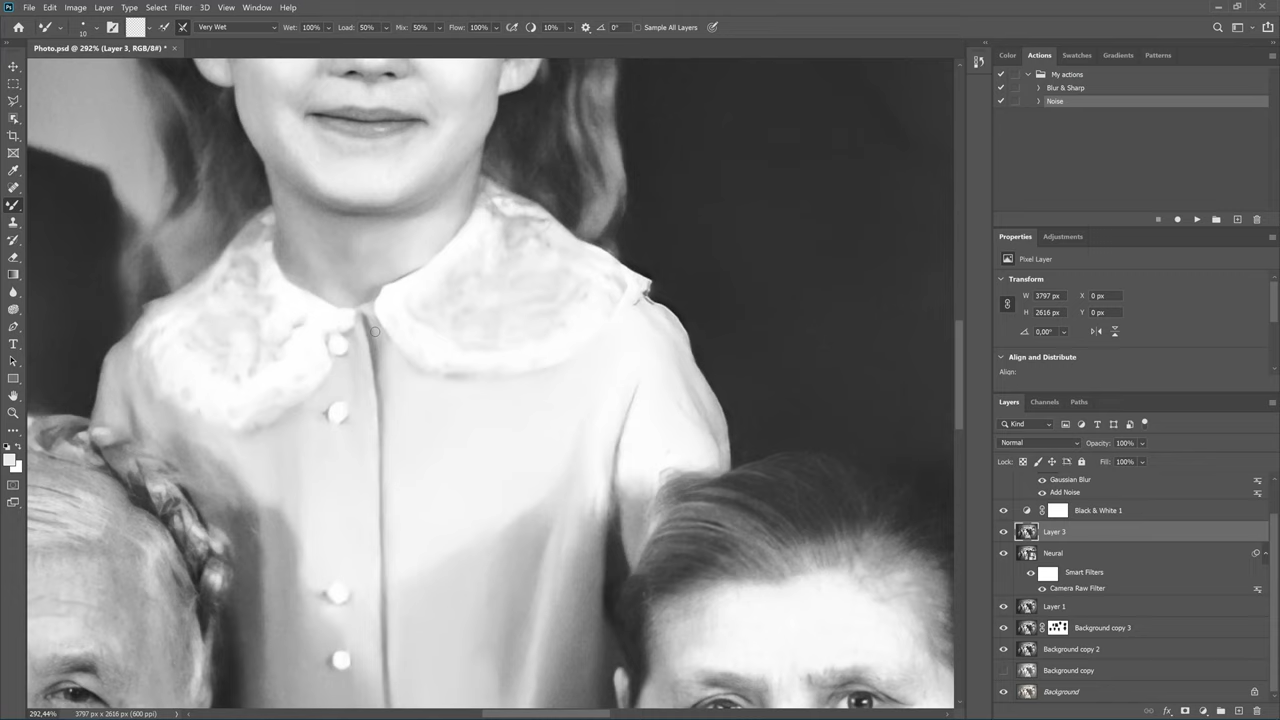 File Edit Image Layer Type Select Filter 3D View Window Help
10 Very Wet Wet: 100% Load: 50% Mix: 50% Flow: 100% 10% 0° Sample All Layers
Photo.psd @ 292% (Layer 3, RGB/8#) *
Color Actions Swatches Gradients Patterns
My actions
Blur & Sharp
Noise
Properties Adjustments
Pixel Layer
Transform
W 3797 px X 0 px
H 2616 px Y 0 px
0,00°
Align and Distribute
Align:
Layers Channels Paths
Kind
Normal Opacity: 100%
Lock: Fill: 100%
Gaussian Blur
Add Noise
Black & White 1
Layer 3
Neural
Smart Filters
Camera Raw Filter
Layer 1
Background copy 3
Background copy 2
Background copy
Background
292,44% 3797 px x 2616 px (600 ppi)